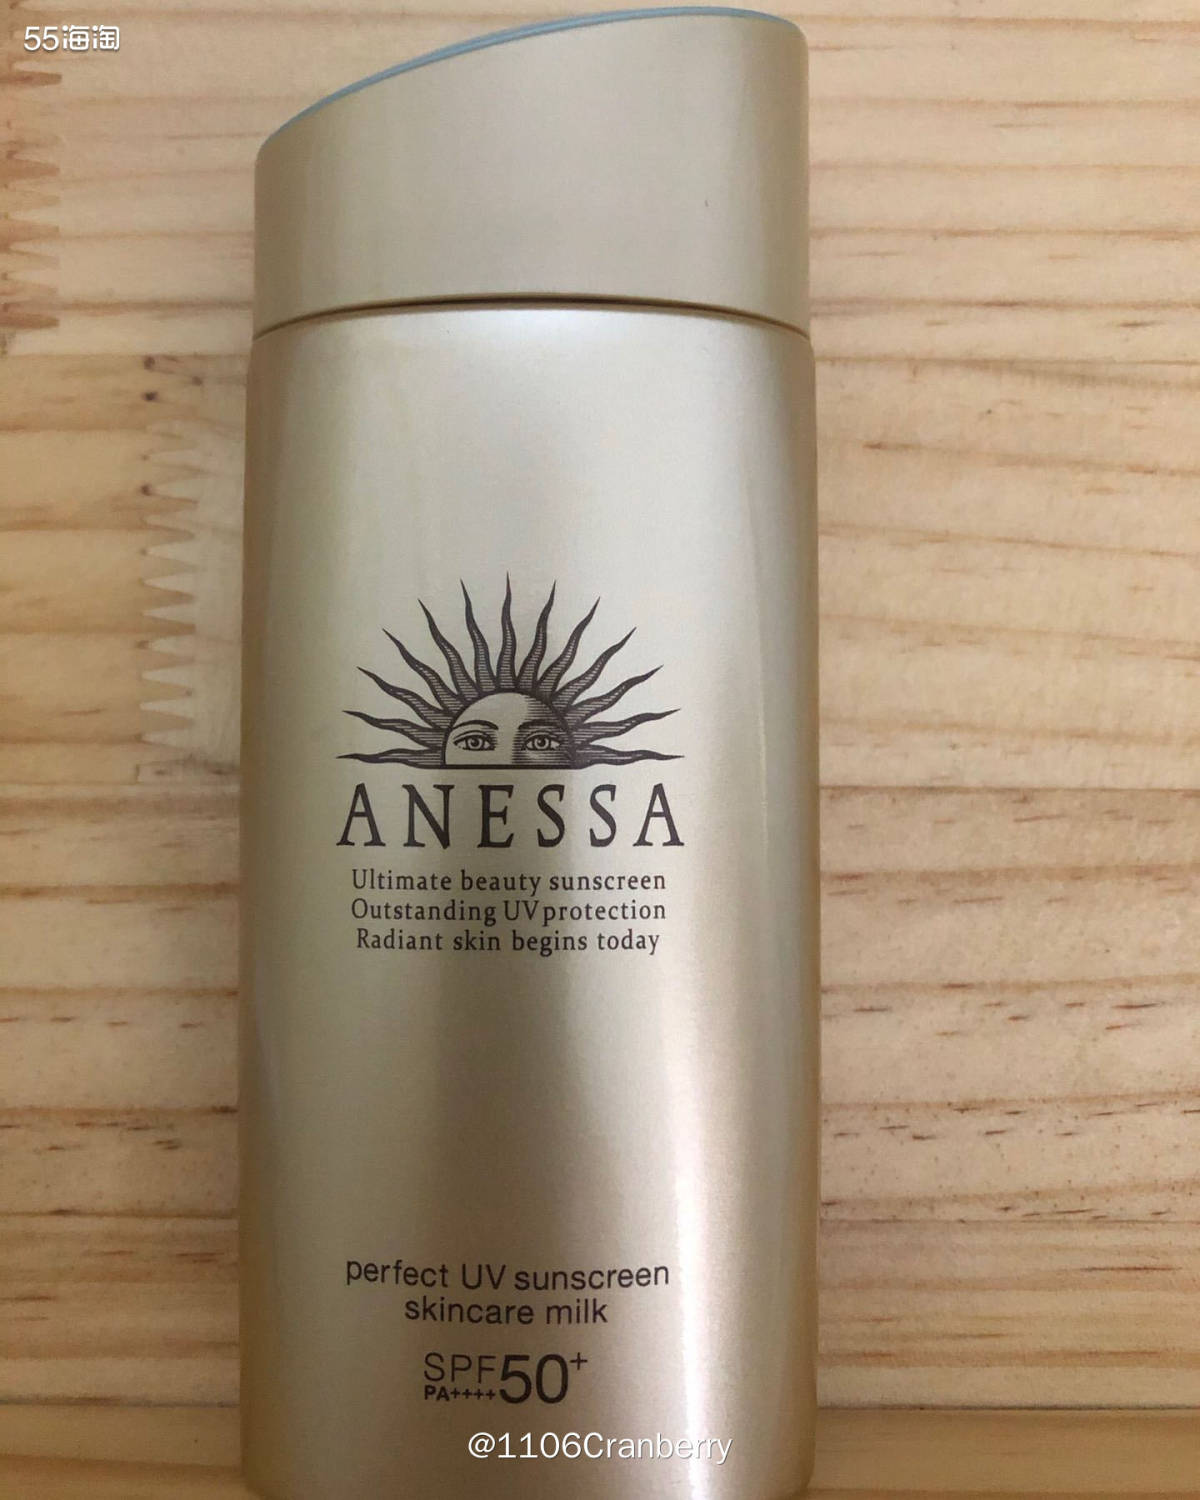 55海淘
ANESSA
Ultimate beauty sunscreen
Outstanding UV protection
Radiant skin begins today
perfect UV sunscreen
skincare milk
SPF50+
PA++++
@1106Cranberry